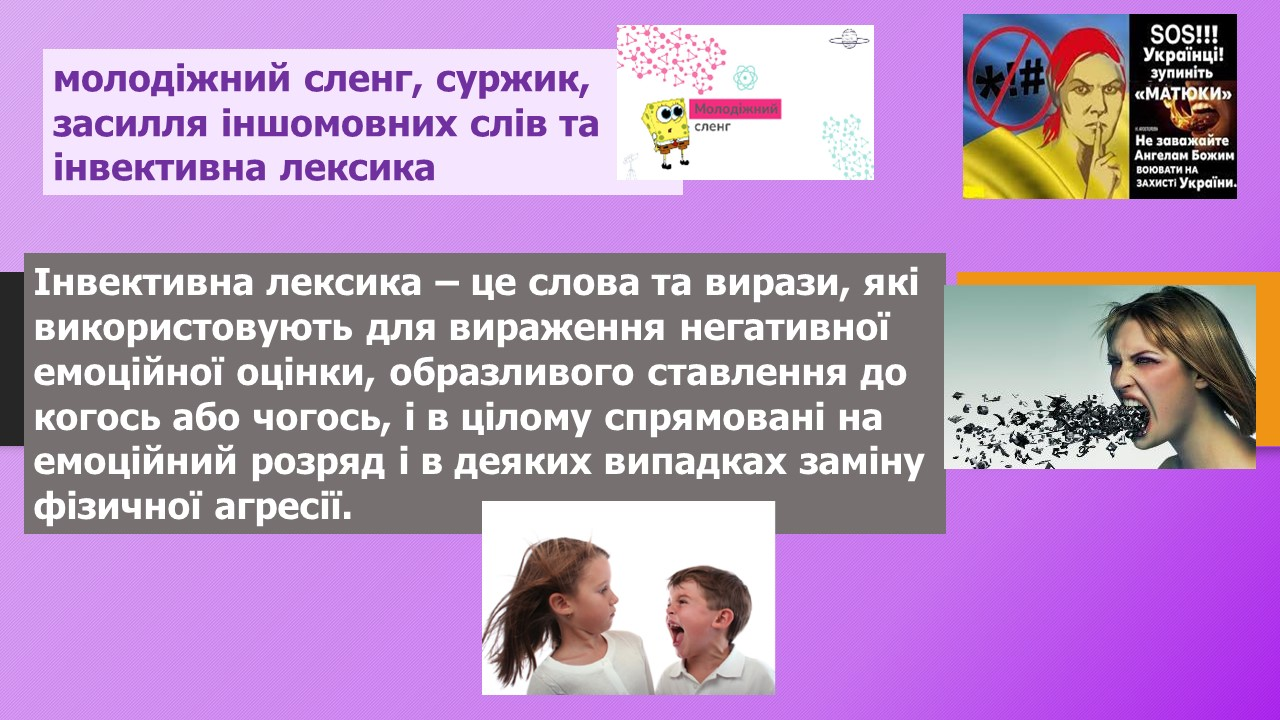 молодіжний сленг, суржик,
засилля іншомовних слів та
інвективна лексика
Молодіжний
сленг
*!#
SOS!!!
Українці!
зупиніть
«МАТЮКИ»
Не заважайте
Ангелам Божим
ВОЮВАТИ НА
ЗАХИСТІ України.
Інвективна лексика – це слова та вирази, які
використовують для вираження негативної
емоційної оцінки, образливого ставлення до
когось або чогось, і в цілому спрямовані на
емоційний розряд і в деяких випадках заміну
фізичної агресії.